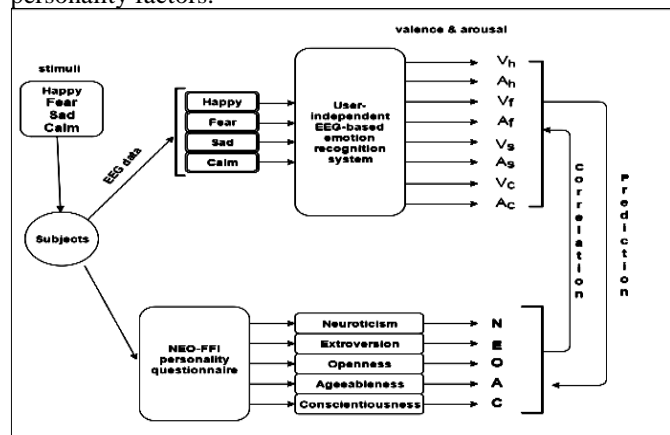 personality factors.
valence & arousal
stimuli
Happy
Fear
Sad
Calm
EEG data
Subjects
Happy
Fear
Sad
Calm
User-
independent
EEG-based
emotion
recognition
system
Vh
Ah
Vf
Af
Vs
As
Vc
Ac
correlation
Prediction
NEO-FFI
personality
questionnaire
Neuroticism
Extroversion
Openness
Ageeableness
Conscientiousness
N
E
O
A
C